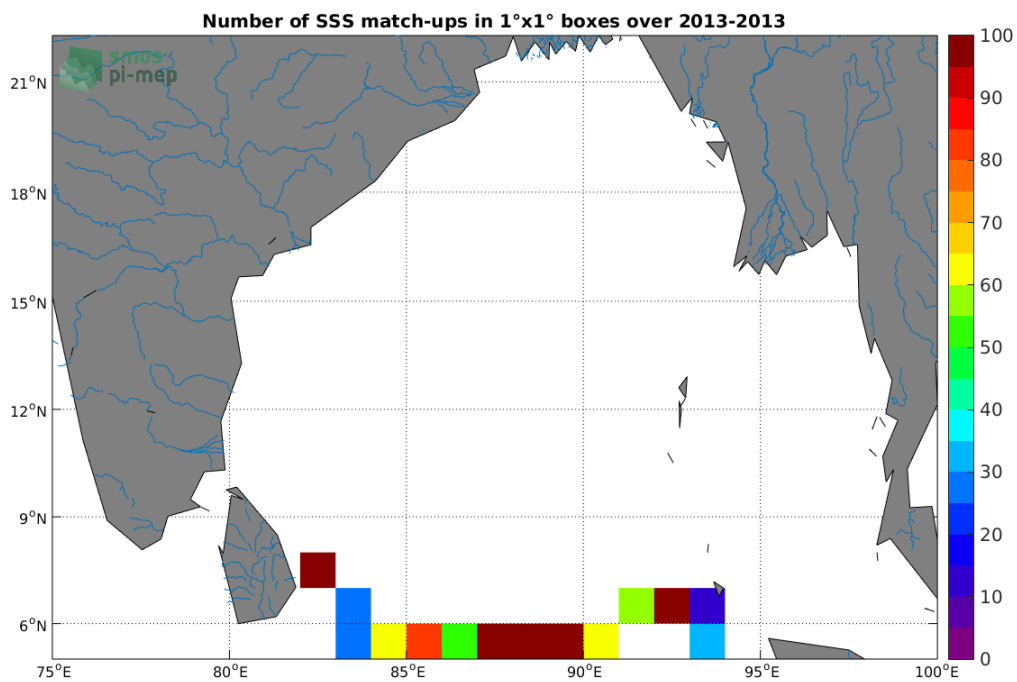 Number of SSS match-ups in 1°x1° boxes over 2013-2013
smos
pi-mep
21°N
18°N
15°N
12°N
9°N
6°N
75°E 80°E 85°E 90°E 95°E 100°E
100
90
80
70
60
50
40
30
20
10
0